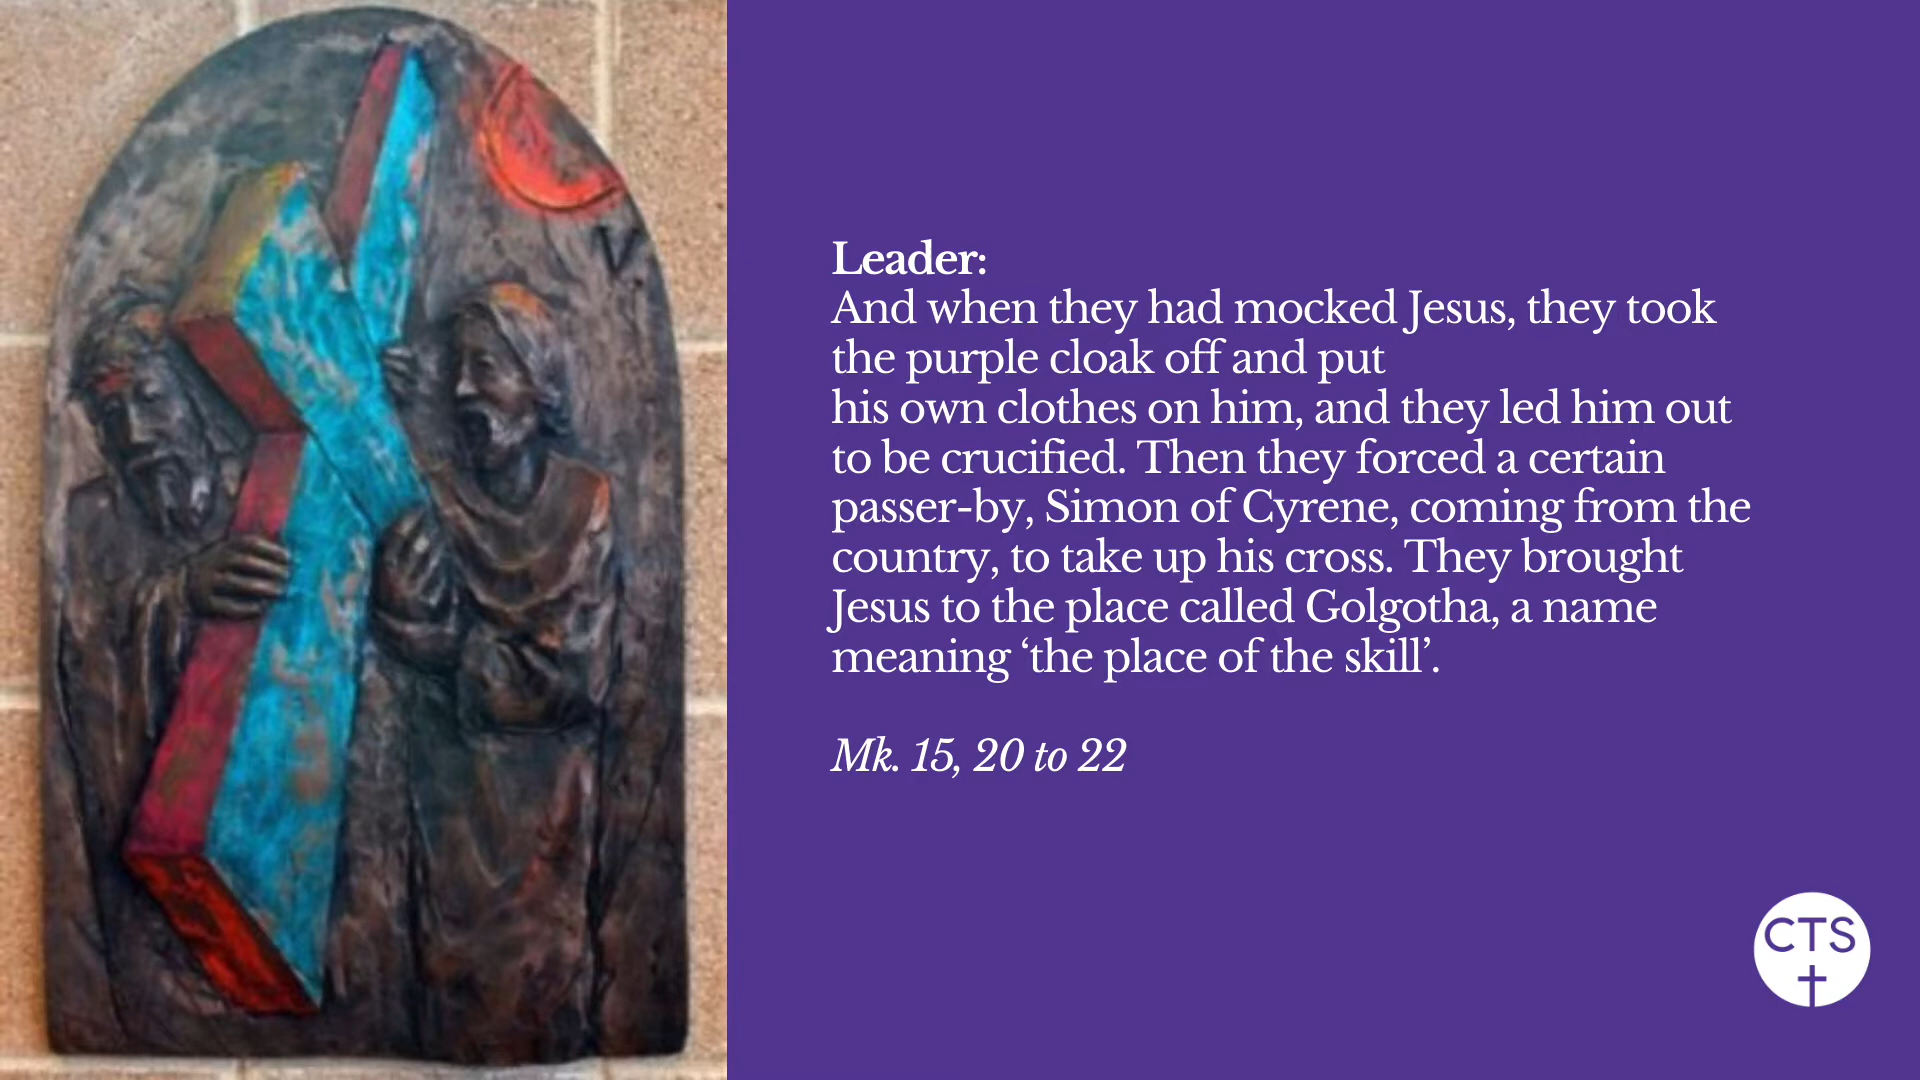 V
Leader:
And when they had mocked Jesus, they took
the purple cloak off and put
his own clothes on him, and they led him out
to be crucified. Then they forced a certain
passer-by, Simon of Cyrene, coming from the
country, to take up his cross. They brought
Jesus to the place called Golgotha, a name
meaning ‘the place of the skill’.
Mk. 15, 20 to 22
CTS